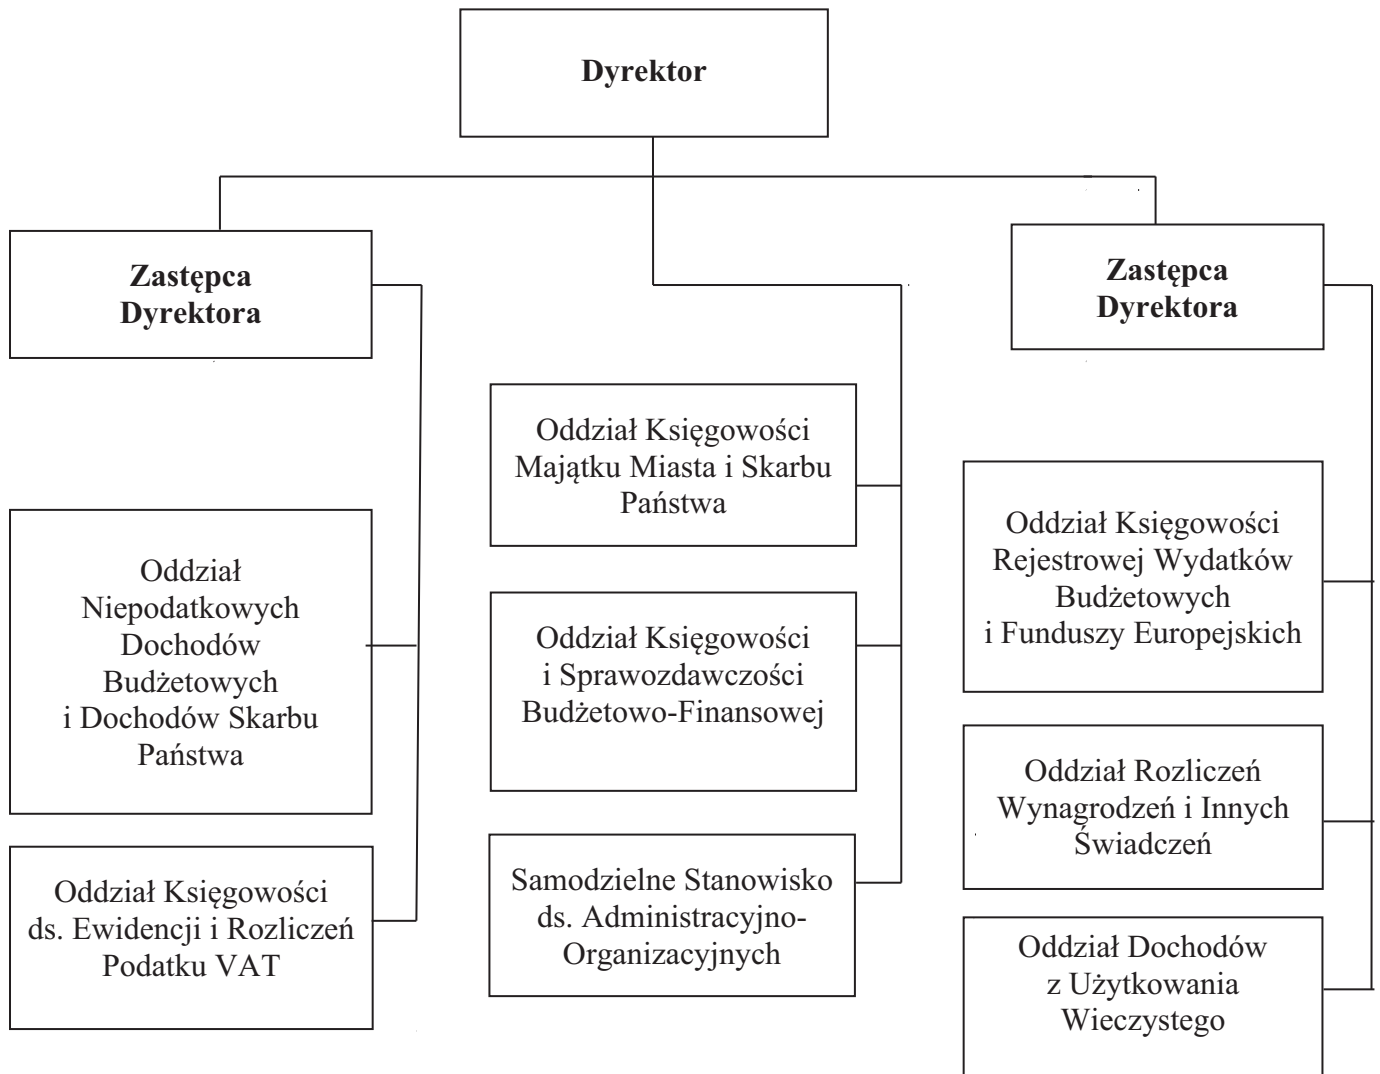 Dyrektor
Zastępca
Dyrektora
Zastępca
Dyrektora
Oddział Księgowości
Majątku Miasta i Skarbu
Państwa
Oddział Księgowości
Rejestrowej Wydatków
Budżetowych
i Funduszy Europejskich
Oddział
Niepodatkowych
Dochodów
Budżetowych
i Dochodów Skarbu
Państwa
Oddział Księgowości
i Sprawozdawczości
Budżetowo-Finansowej
Oddział Rozliczeń
Wynagrodzeń i Innych
Świadczeń
Oddział Księgowości
ds. Ewidencji i Rozliczeń
Podatku VAT
Samodzielne Stanowisko
ds. Administracyjno-
Organizacyjnych
Oddział Dochodów
z Użytkowania
Wieczystego